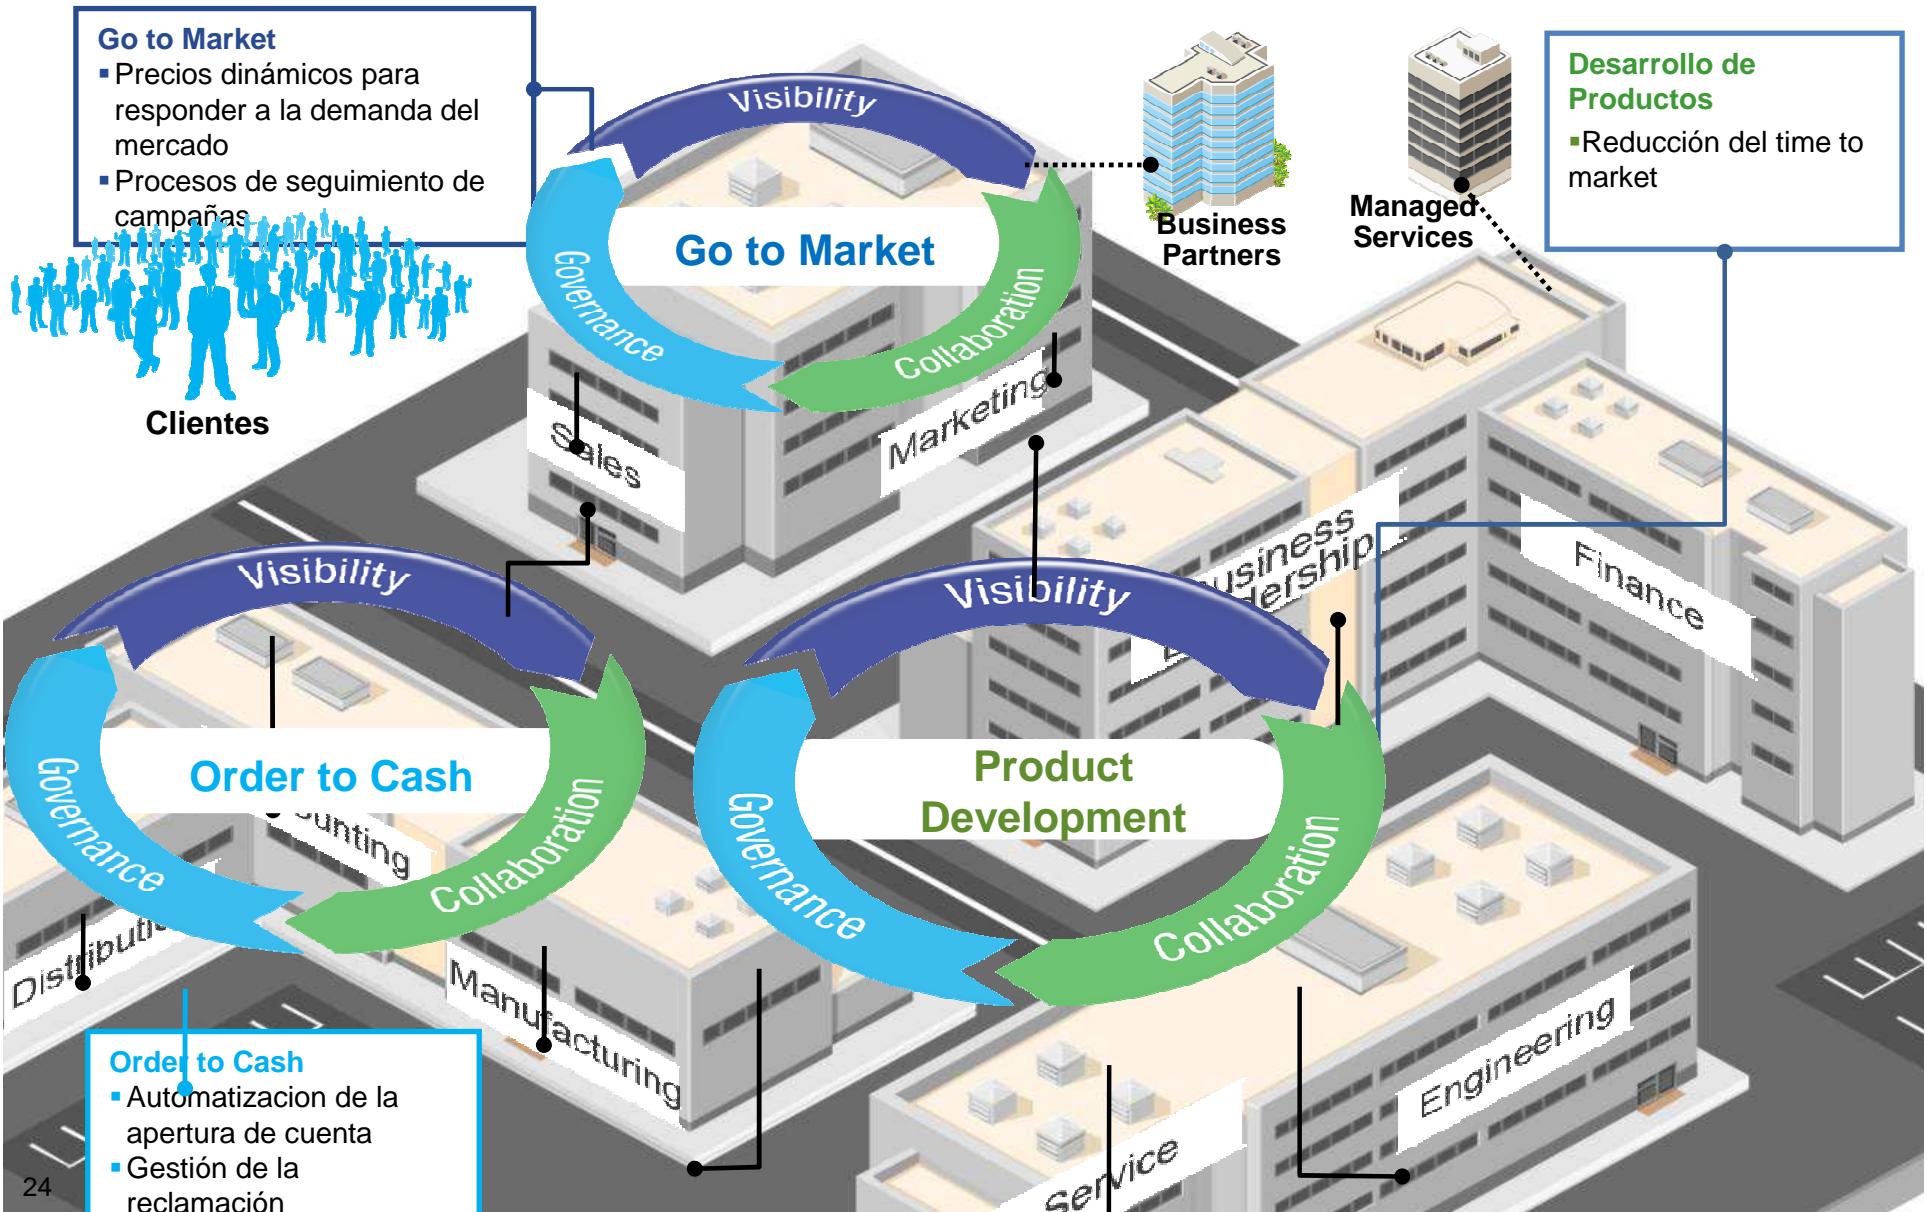 Go to Market
▪Precios dinámicos para
responder a la demanda del
mercado
▪Procesos de seguimiento de
campañas
Clientes
Visibility
Governance
Collaboration
Go to Market
Sales
Marketing
Business
Partners
Managed
Services
Desarrollo de
Productos
▪Reducción del time to
market
Finance
Visibility
Governance
Collaboration
Order to Cash
Manufacturing
Visibility
Governance
Collaboration
Product
Development
Engineering
Service
Order to Cash
▪Automatizacion de la
apertura de cuenta
▪Gestión de la
reclamación
24